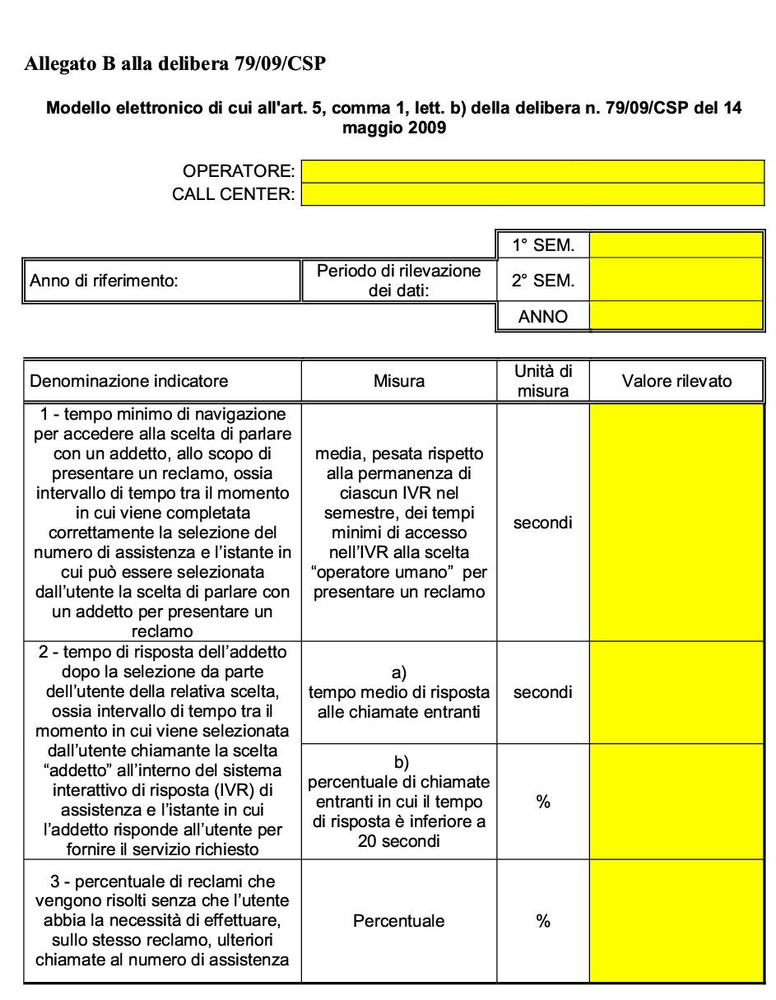 Allegato B alla delibera 79/09/CSP
Modello elettronico di cui all'art. 5, comma 1, lett. b) della delibera n. 79/09/CSP del 14
maggio 2009
OPERATORE:
CALL CENTER:
1° SEM.
Anno di riferimento:
Periodo di rilevazione
dei dati:
2° SEM.
ANNO
Denominazione indicatore
Misura
Unità di
misura
Valore rilevato
1 - tempo minimo di navigazione
per accedere alla scelta di parlare
con un addetto, allo scopo di
presentare un reclamo, ossia
intervallo di tempo tra il momento
in cui viene completata
correttamente la selezione del
numero di assistenza e l’istante in
cui può essere selezionata
dall’utente la scelta di parlare con
un addetto per presentare un
reclamo
media, pesata rispetto
alla permanenza di
ciascun IVR nel
semestre, dei tempi
minimi di accesso
nell’IVR alla scelta
“operatore umano”  per
presentare un reclamo
secondi
2 - tempo di risposta dell’addetto
dopo la selezione da parte
dell’utente della relativa scelta,
ossia intervallo di tempo tra il
momento in cui viene selezionata
dall’utente chiamante la scelta
“addetto” all’interno del sistema
interattivo di risposta (IVR) di
assistenza e l’istante in cui
l’addetto risponde all’utente per
fornire il servizio richiesto
a)
tempo medio di risposta
alle chiamate entranti
secondi
b)
percentuale di chiamate
entranti in cui il tempo
di risposta è inferiore a
20 secondi
%
3 - percentuale di reclami che
vengono risolti senza che l’utente
abbia la necessità di effettuare,
sullo stesso reclamo, ulteriori
chiamate al numero di assistenza
Percentuale
%